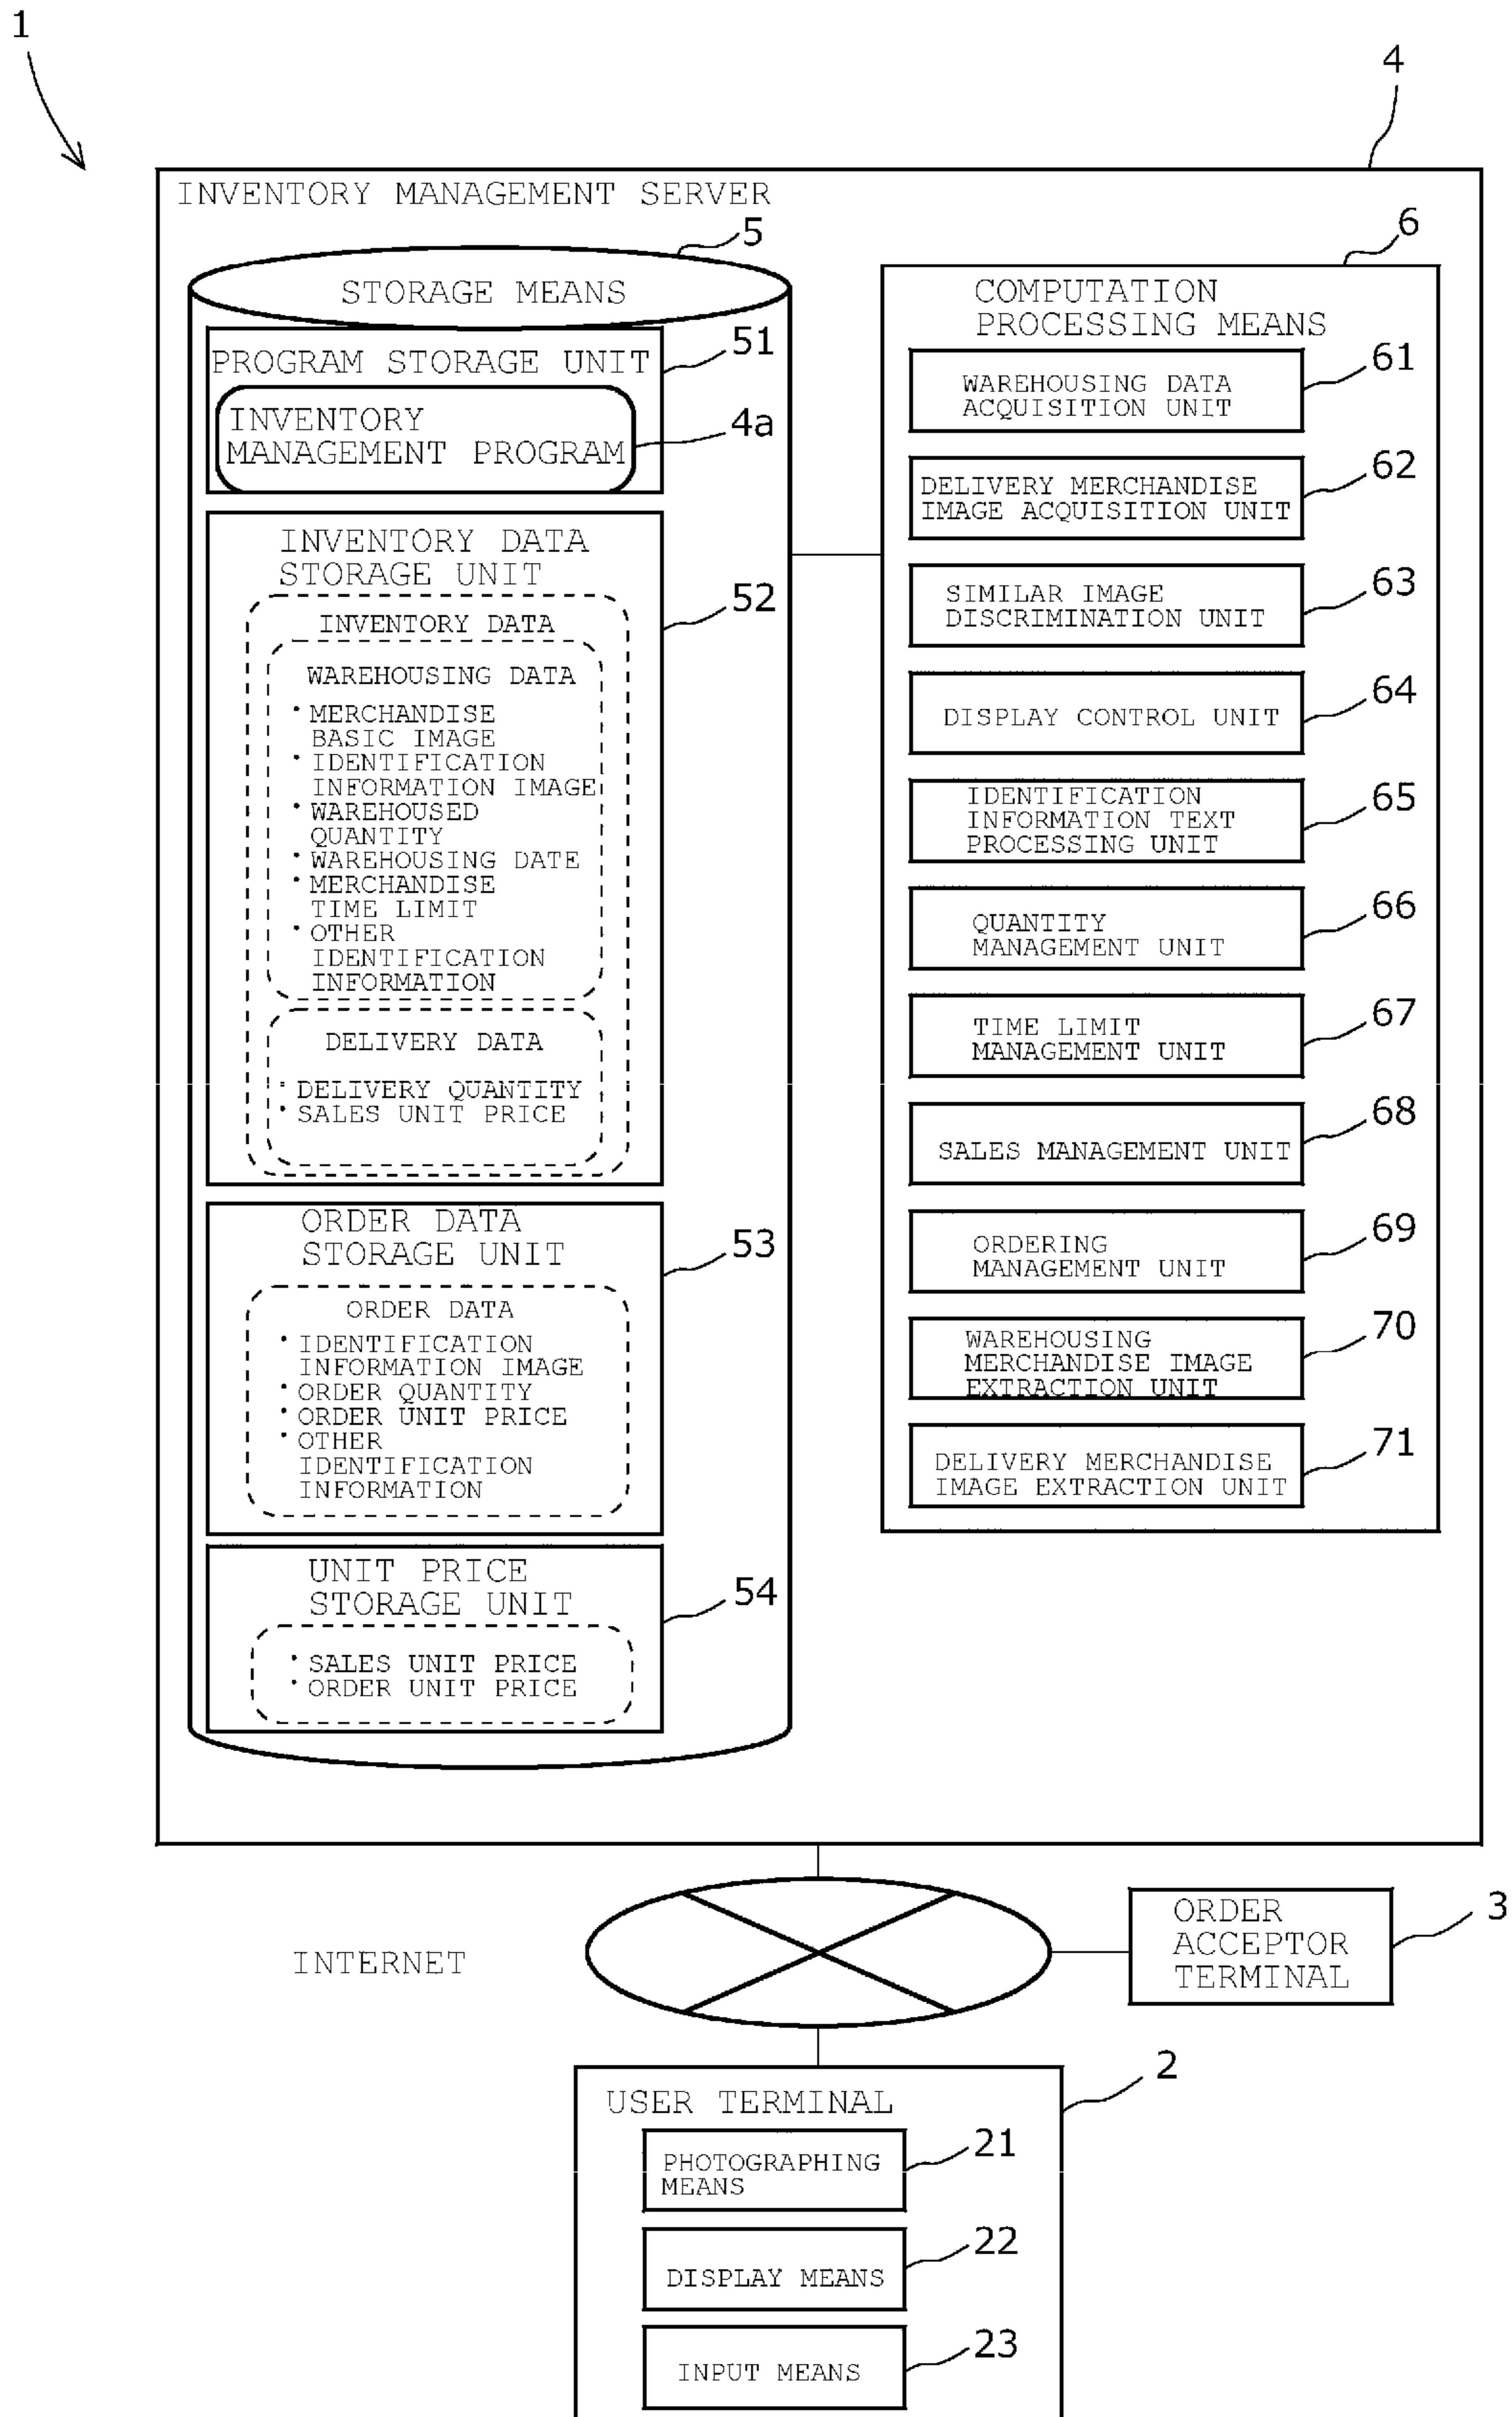 1
4
INVENTORY MANAGEMENT SERVER
5
STORAGE MEANS
PROGRAM STORAGE UNIT
51
INVENTORY
MANAGEMENT PROGRAM
4a
INVENTORY DATA
STORAGE UNIT
52
INVENTORY DATA
WAREHOUSING DATA
・MERCHANDISE
BASIC IMAGE
・IDENTIFICATION
INFORMATION IMAGE
・WAREHOUSED
QUANTITY
・WAREHOUSING DATE
・MERCHANDISE
TIME LIMIT
・OTHER
IDENTIFICATION
INFORMATION
DELIVERY DATA
・DELIVERY QUANTITY
・SALES UNIT PRICE
ORDER DATA
STORAGE UNIT
53
ORDER DATA
・IDENTIFICATION
INFORMATION IMAGE
・ORDER QUANTITY
・ORDER UNIT PRICE
・OTHER
IDENTIFICATION
INFORMATION
UNIT PRICE
STORAGE UNIT
54
・SALES UNIT PRICE
・ORDER UNIT PRICE
6
COMPUTATION
PROCESSING MEANS
WAREHOUSING DATA
ACQUISITION UNIT
61
DELIVERY MERCHANDISE
IMAGE ACQUISITION UNIT
62
SIMILAR IMAGE
DISCRIMINATION UNIT
63
DISPLAY CONTROL UNIT
64
IDENTIFICATION
INFORMATION TEXT
PROCESSING UNIT
65
QUANTITY
MANAGEMENT UNIT
66
TIME LIMIT
MANAGEMENT UNIT
67
SALES MANAGEMENT UNIT
68
ORDERING
MANAGEMENT UNIT
69
WAREHOUSING
MERCHANDISE IMAGE
EXTRACTION UNIT
70
DELIVERY MERCHANDISE
IMAGE EXTRACTION UNIT
71
INTERNET
ORDER
ACCEPTOR
TERMINAL
3
USER TERMINAL
2
PHOTOGRAPHING
MEANS
21
DISPLAY MEANS
22
INPUT MEANS
23